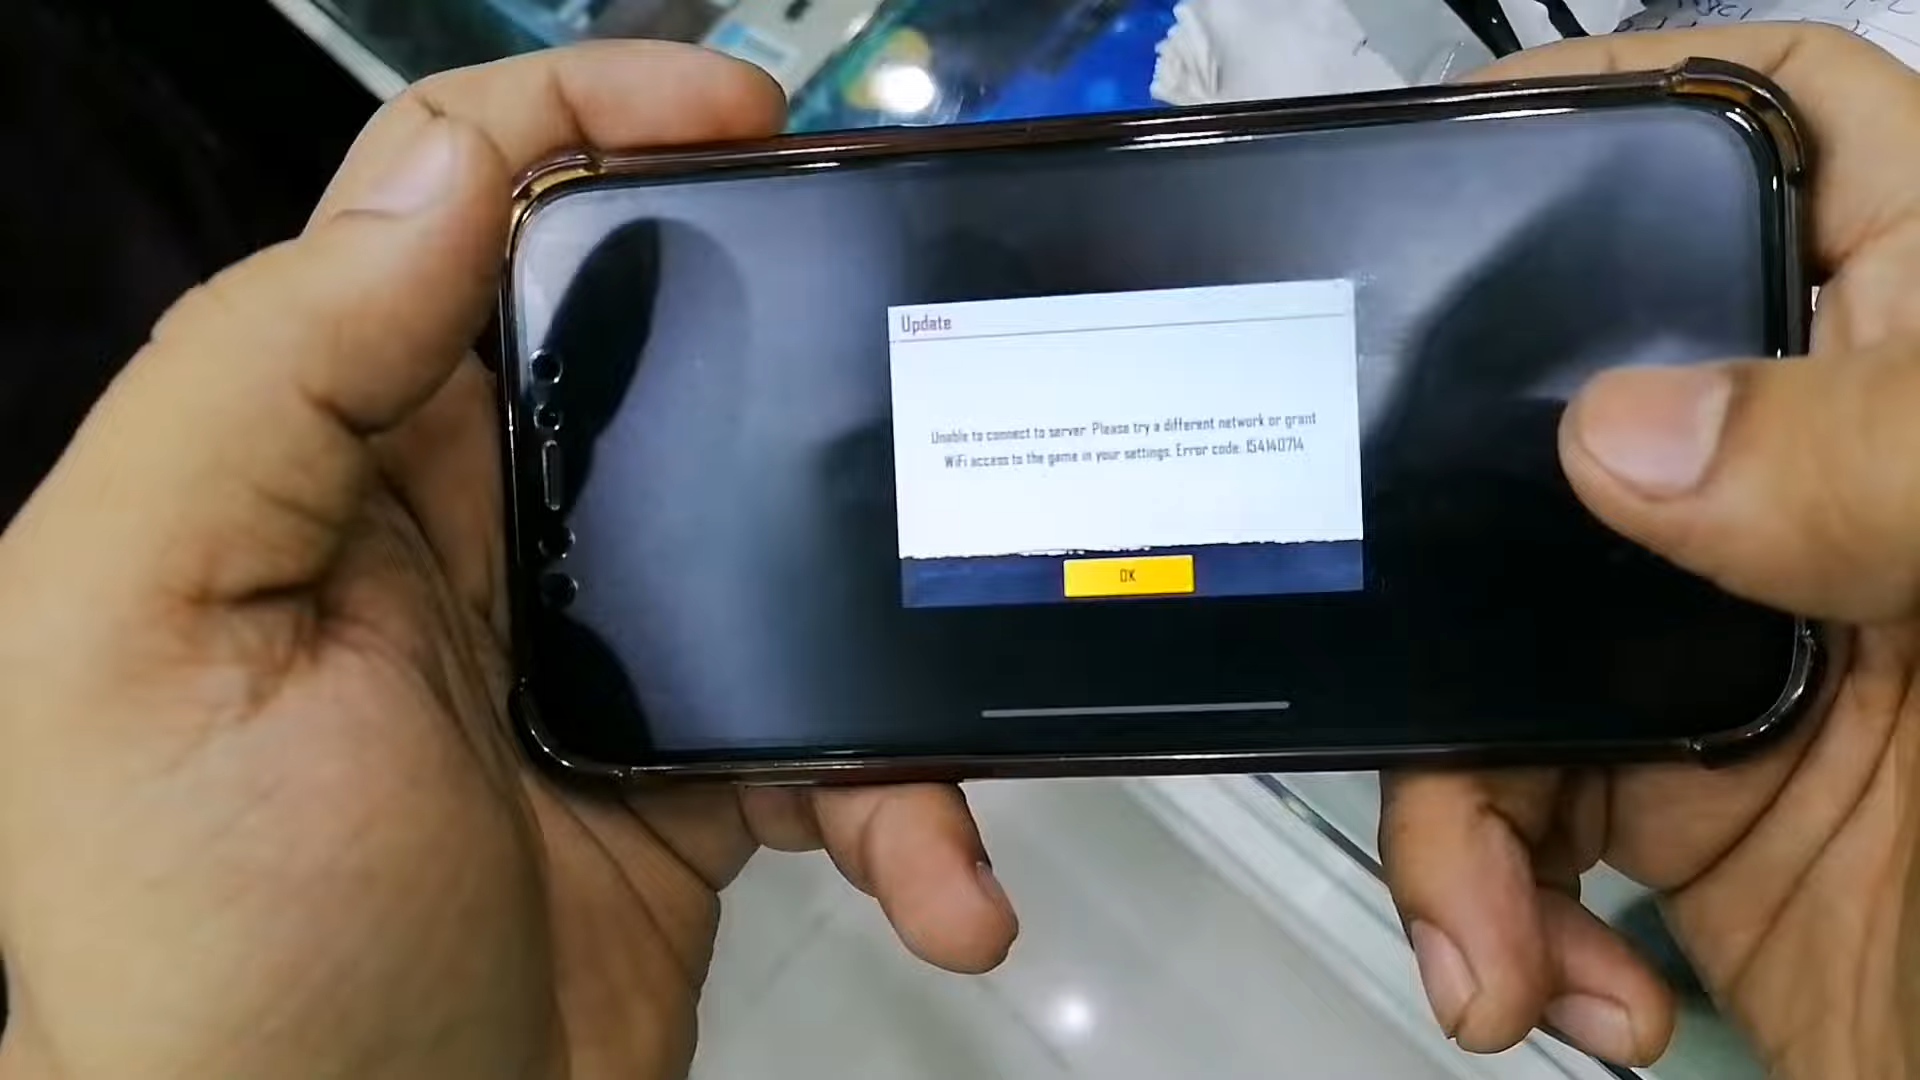 Update
Unable to connect to server. Please try a different network or grant
WiFi access to the game in your settings. Error code: 154140714
OK